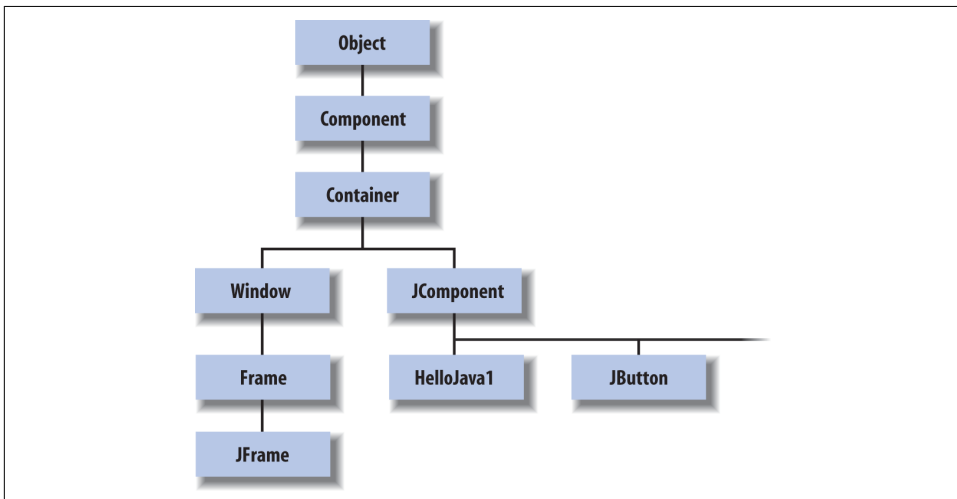 Object
Component
Container
Window
JComponent
Frame
HelloJava1
JButton
JFrame